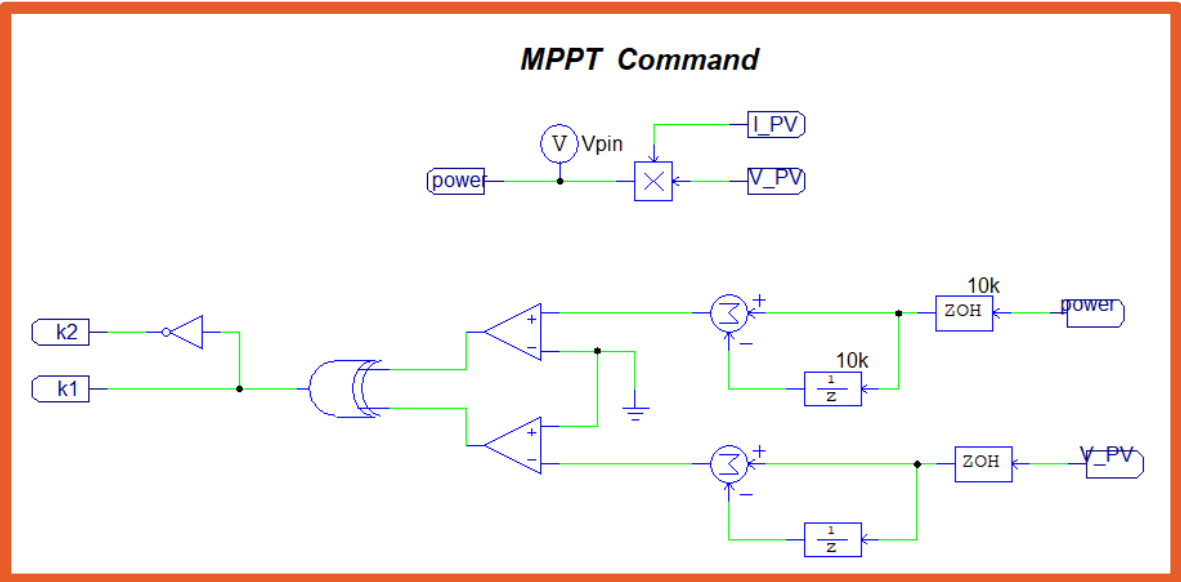 MPPT Command
I_PV
V Vpin
power
V_PV
10k
power
ZOH
+
+
−
k2
−
10k
1
z
k1
+
−
+
V_PV
ZOH
−
1
z